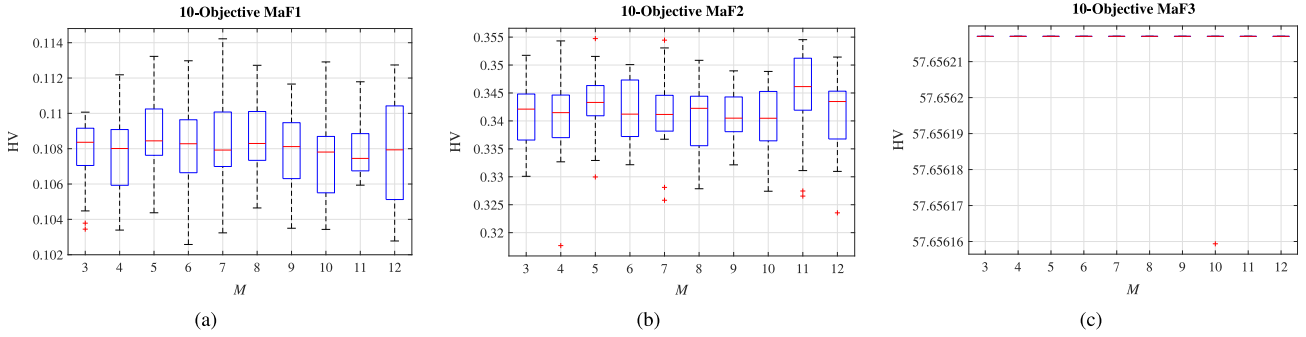 10-Objective MaF1
0.114
0.112
0.11
0.108
0.106
0.104
0.102
HV
3 4 5 6 7 8 9 10 11 12
M
(a)
10-Objective MaF2
0.355
0.35
0.345
0.34
0.335
0.33
0.325
0.32
HV
3 4 5 6 7 8 9 10 11 12
M
(b)
10-Objective MaF3
57.65621
57.6562
57.65619
57.65618
57.65617
57.65616
HV
3 4 5 6 7 8 9 10 11 12
M
(c)